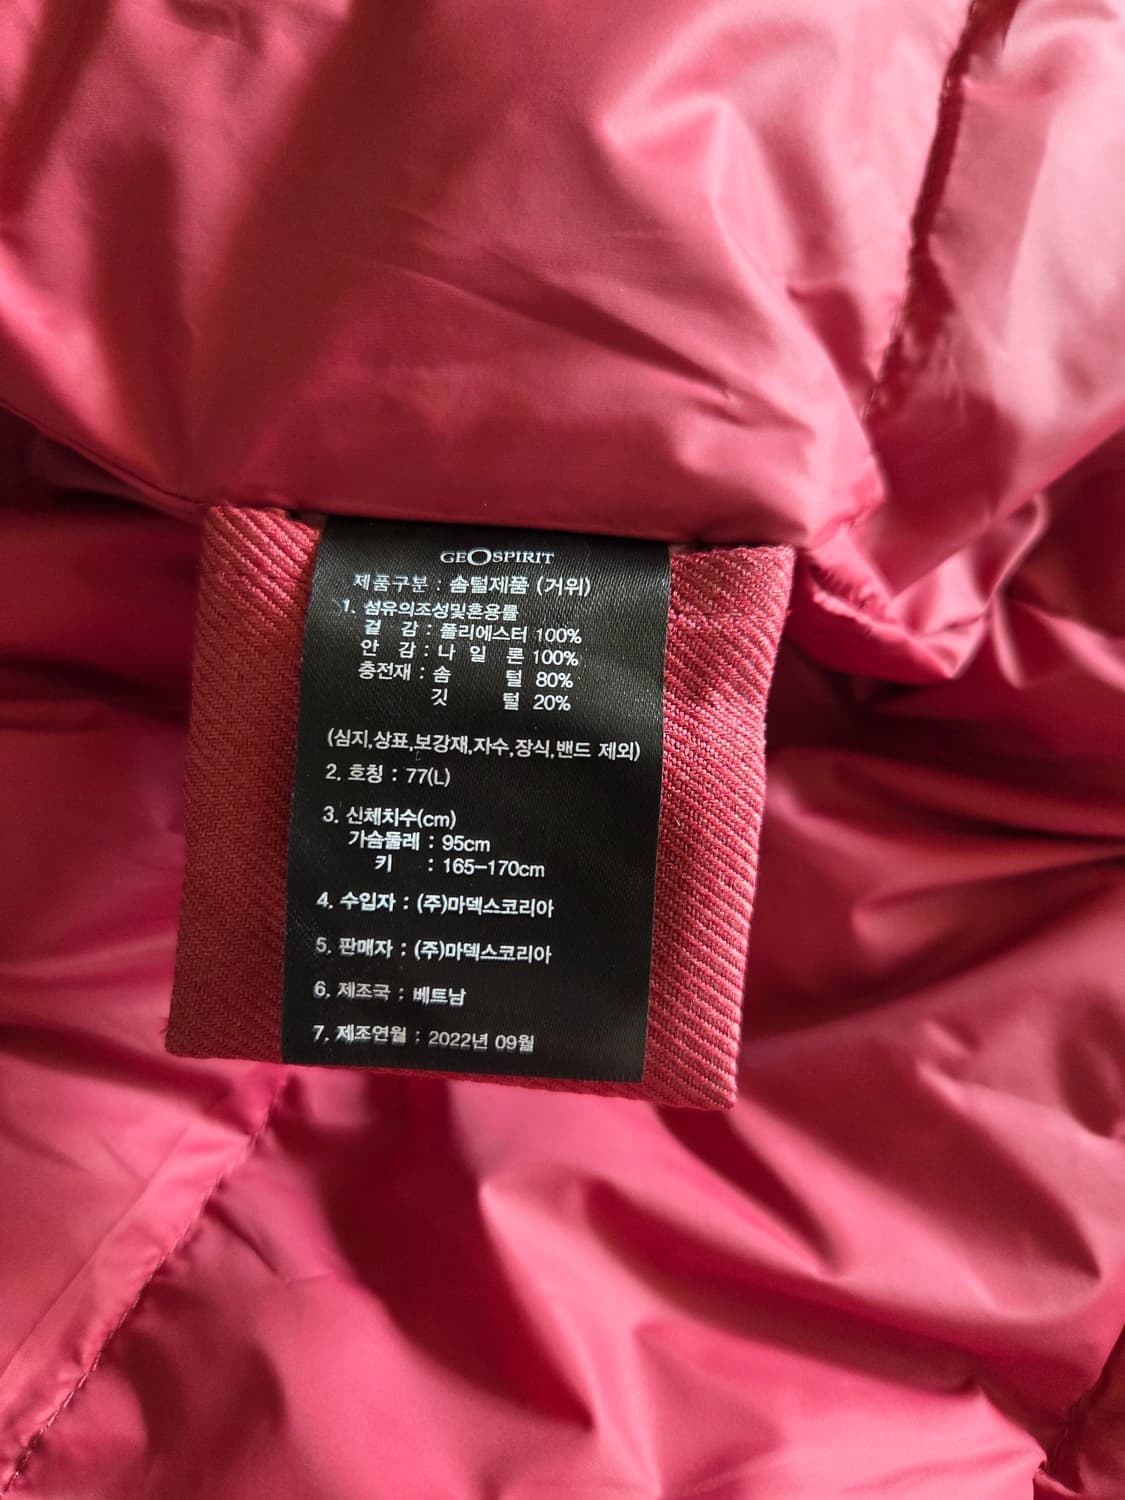 GEOSPIRIT
제품구분 : 솜털제품 (거위)
1. 섬유의조성및혼용률
겉 감 : 폴리에스터 100%
안 감 : 나 일 론 100%
충전재 : 솜 털 80%
깃 털 20%
(심지,상표,보강재,자수,장식,밴드 제외)
2. 호칭 : 77(L)
3. 신체치수(cm)
가슴둘레 : 95cm
키 : 165-170cm
4. 수입자 : (주)마덱스코리아
5. 판매자 : (주)마덱스코리아
6. 제조국 : 베트남
7. 제조연월 : 2022년 09월